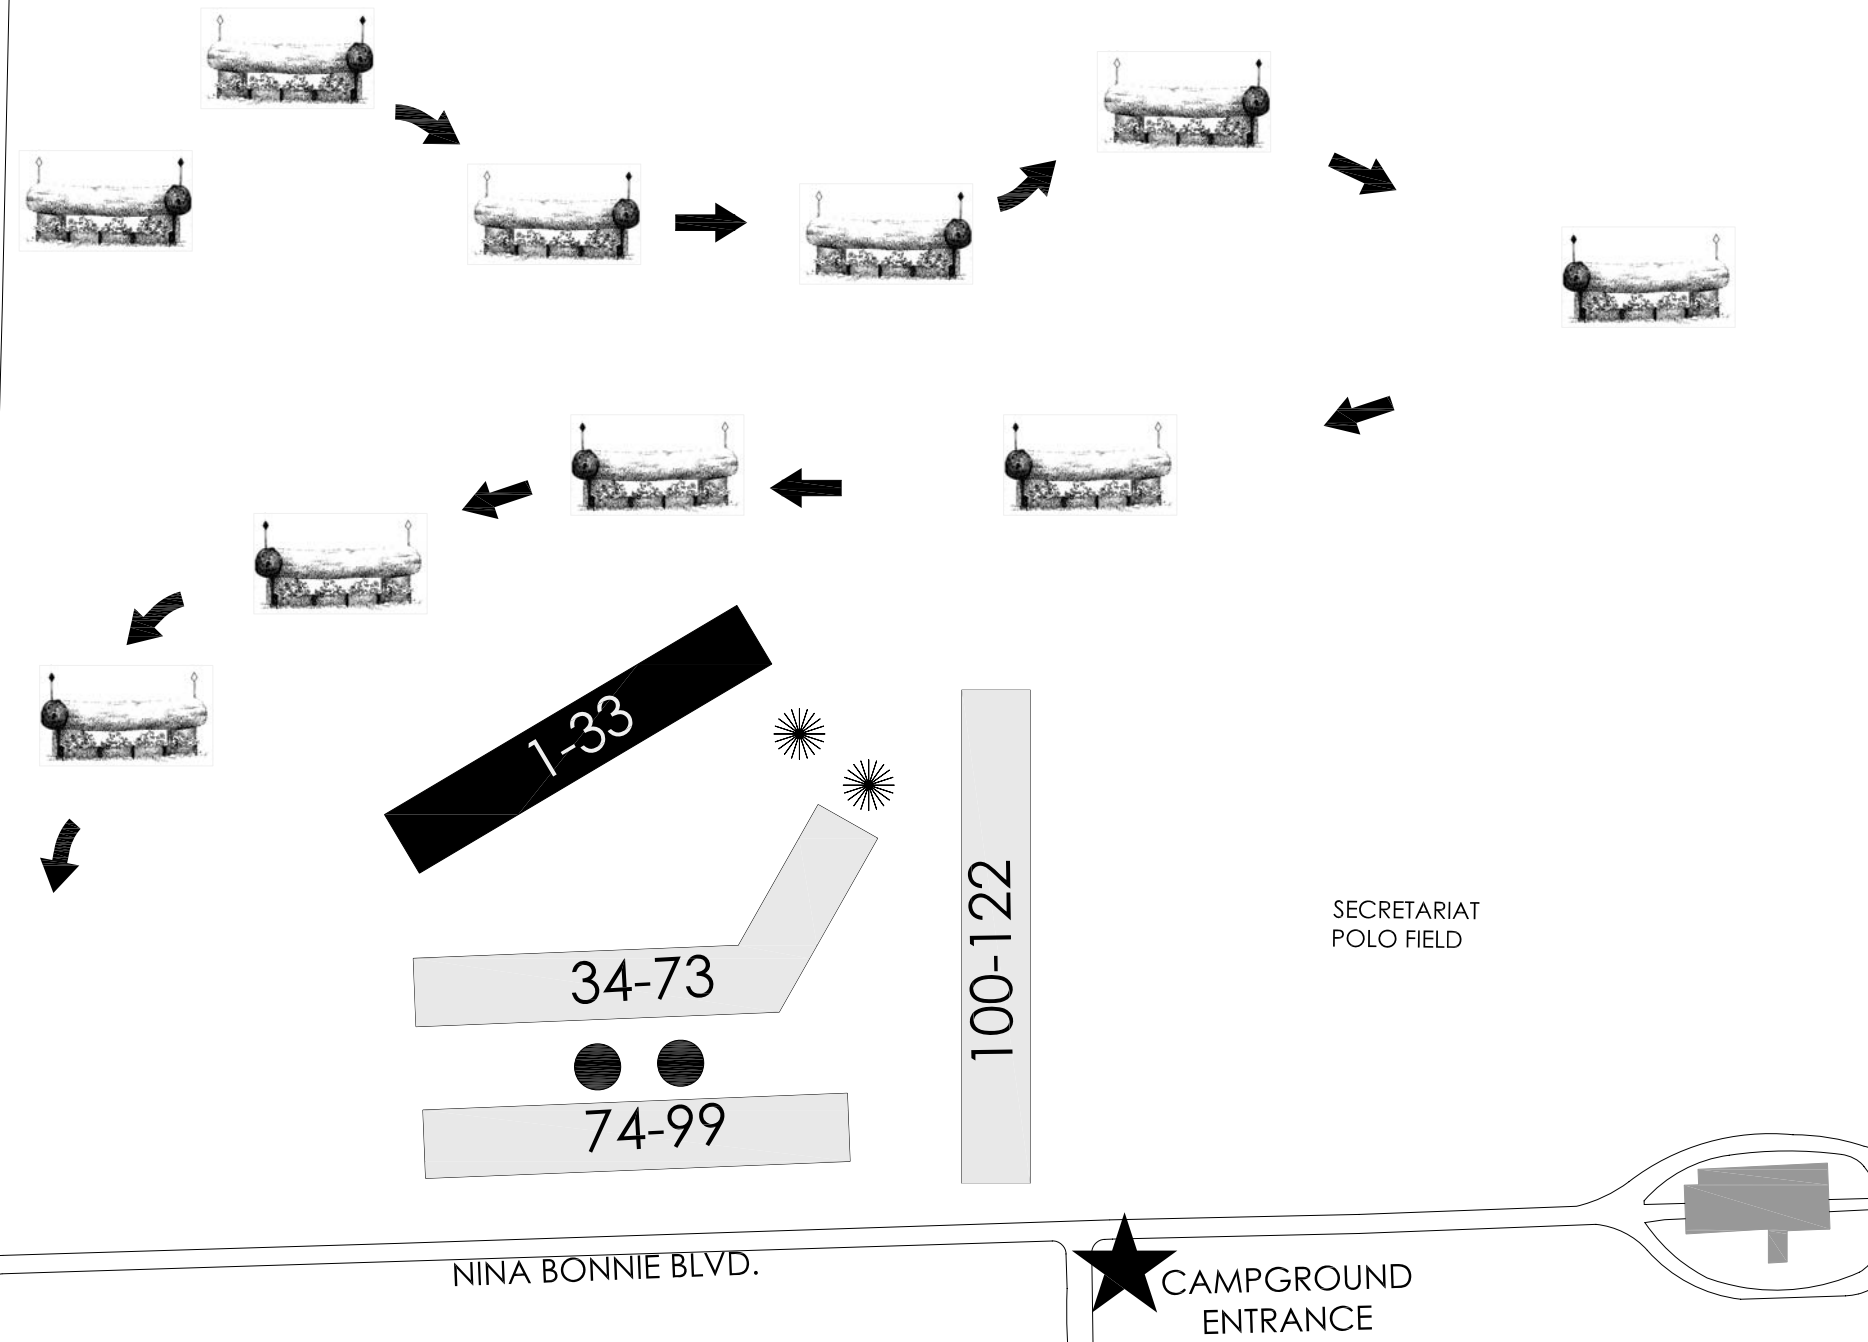 1-33
100-122
SECRETARIAT
POLO FIELD
34-73
74-99
NINA BONNIE BLVD.
CAMPGROUND
ENTRANCE